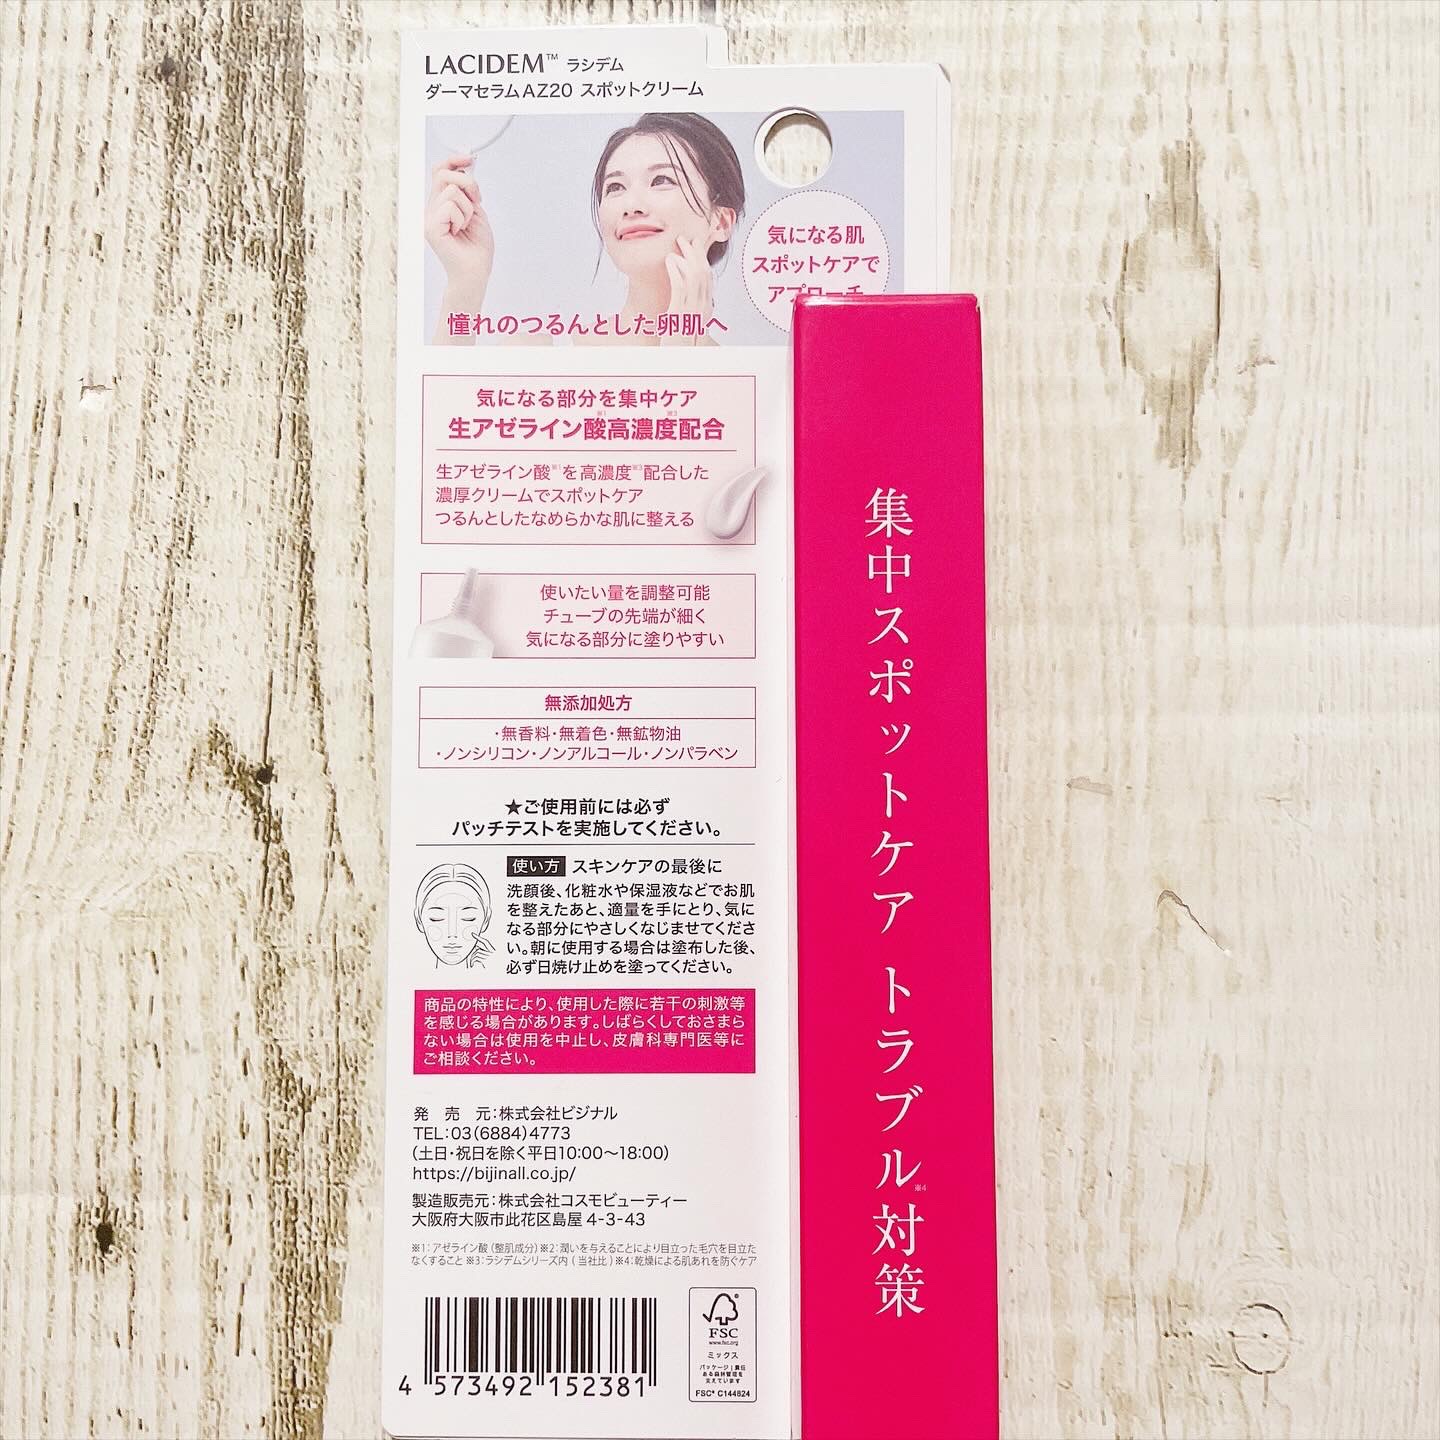 LACIDEM™ ラシデム
ダーマセラムAZ20 スポットクリーム
気になる肌
スポットケアで
アプローチ
憧れのつるんとした卵肌へ
気になる部分を集中ケア
生アゼライン酸※1高濃度※3配合
生アゼライン酸※1を高濃度※3配合した
濃厚クリームでスポットケア
つるんとしたなめらかな肌に整える
使いたい量を調整可能
チューブの先端が細く
気になる部分に塗りやすい
無添加処方
・無香料・無着色・無鉱物油
・ノンシリコン・ノンアルコール・ノンパラベン
★ご使用前には必ず
パッチテストを実施してください。
使い方 スキンケアの最後に
洗顔後、化粧水や保湿液などでお肌
を整えたあと、適量を手にとり、気に
なる部分にやさしくなじませてくださ
い。朝に使用する場合は塗布した後、
必ず日焼け止めを塗ってください。
商品の特性により、使用した際に若干の刺激等
を感じる場合があります。しばらくしておさまら
ない場合は使用を中止し、皮膚科専門医等に
ご相談ください。
発 売 元：株式会社ビジナル
TEL：03（6884）4773
（土日・祝日を除く平日10:00〜18:00）
https://bijinall.co.jp/
製造販売元：株式会社コスモビューティー
大阪府大阪市此花区島屋 4-3-43
※1：アゼライン酸（整肌成分）※2：潤いを与えることにより目立った毛穴を目立た
なくすること ※3：ラシデムシリーズ内（当社比）※4：乾燥による肌あれを防ぐケア
4 573492 152381
FSC
www.fsc.org
ミックス
パッケージ | 責任
ある森林管理を
支えています
FSC® C144824
集中スポットケア トラブル※4対策